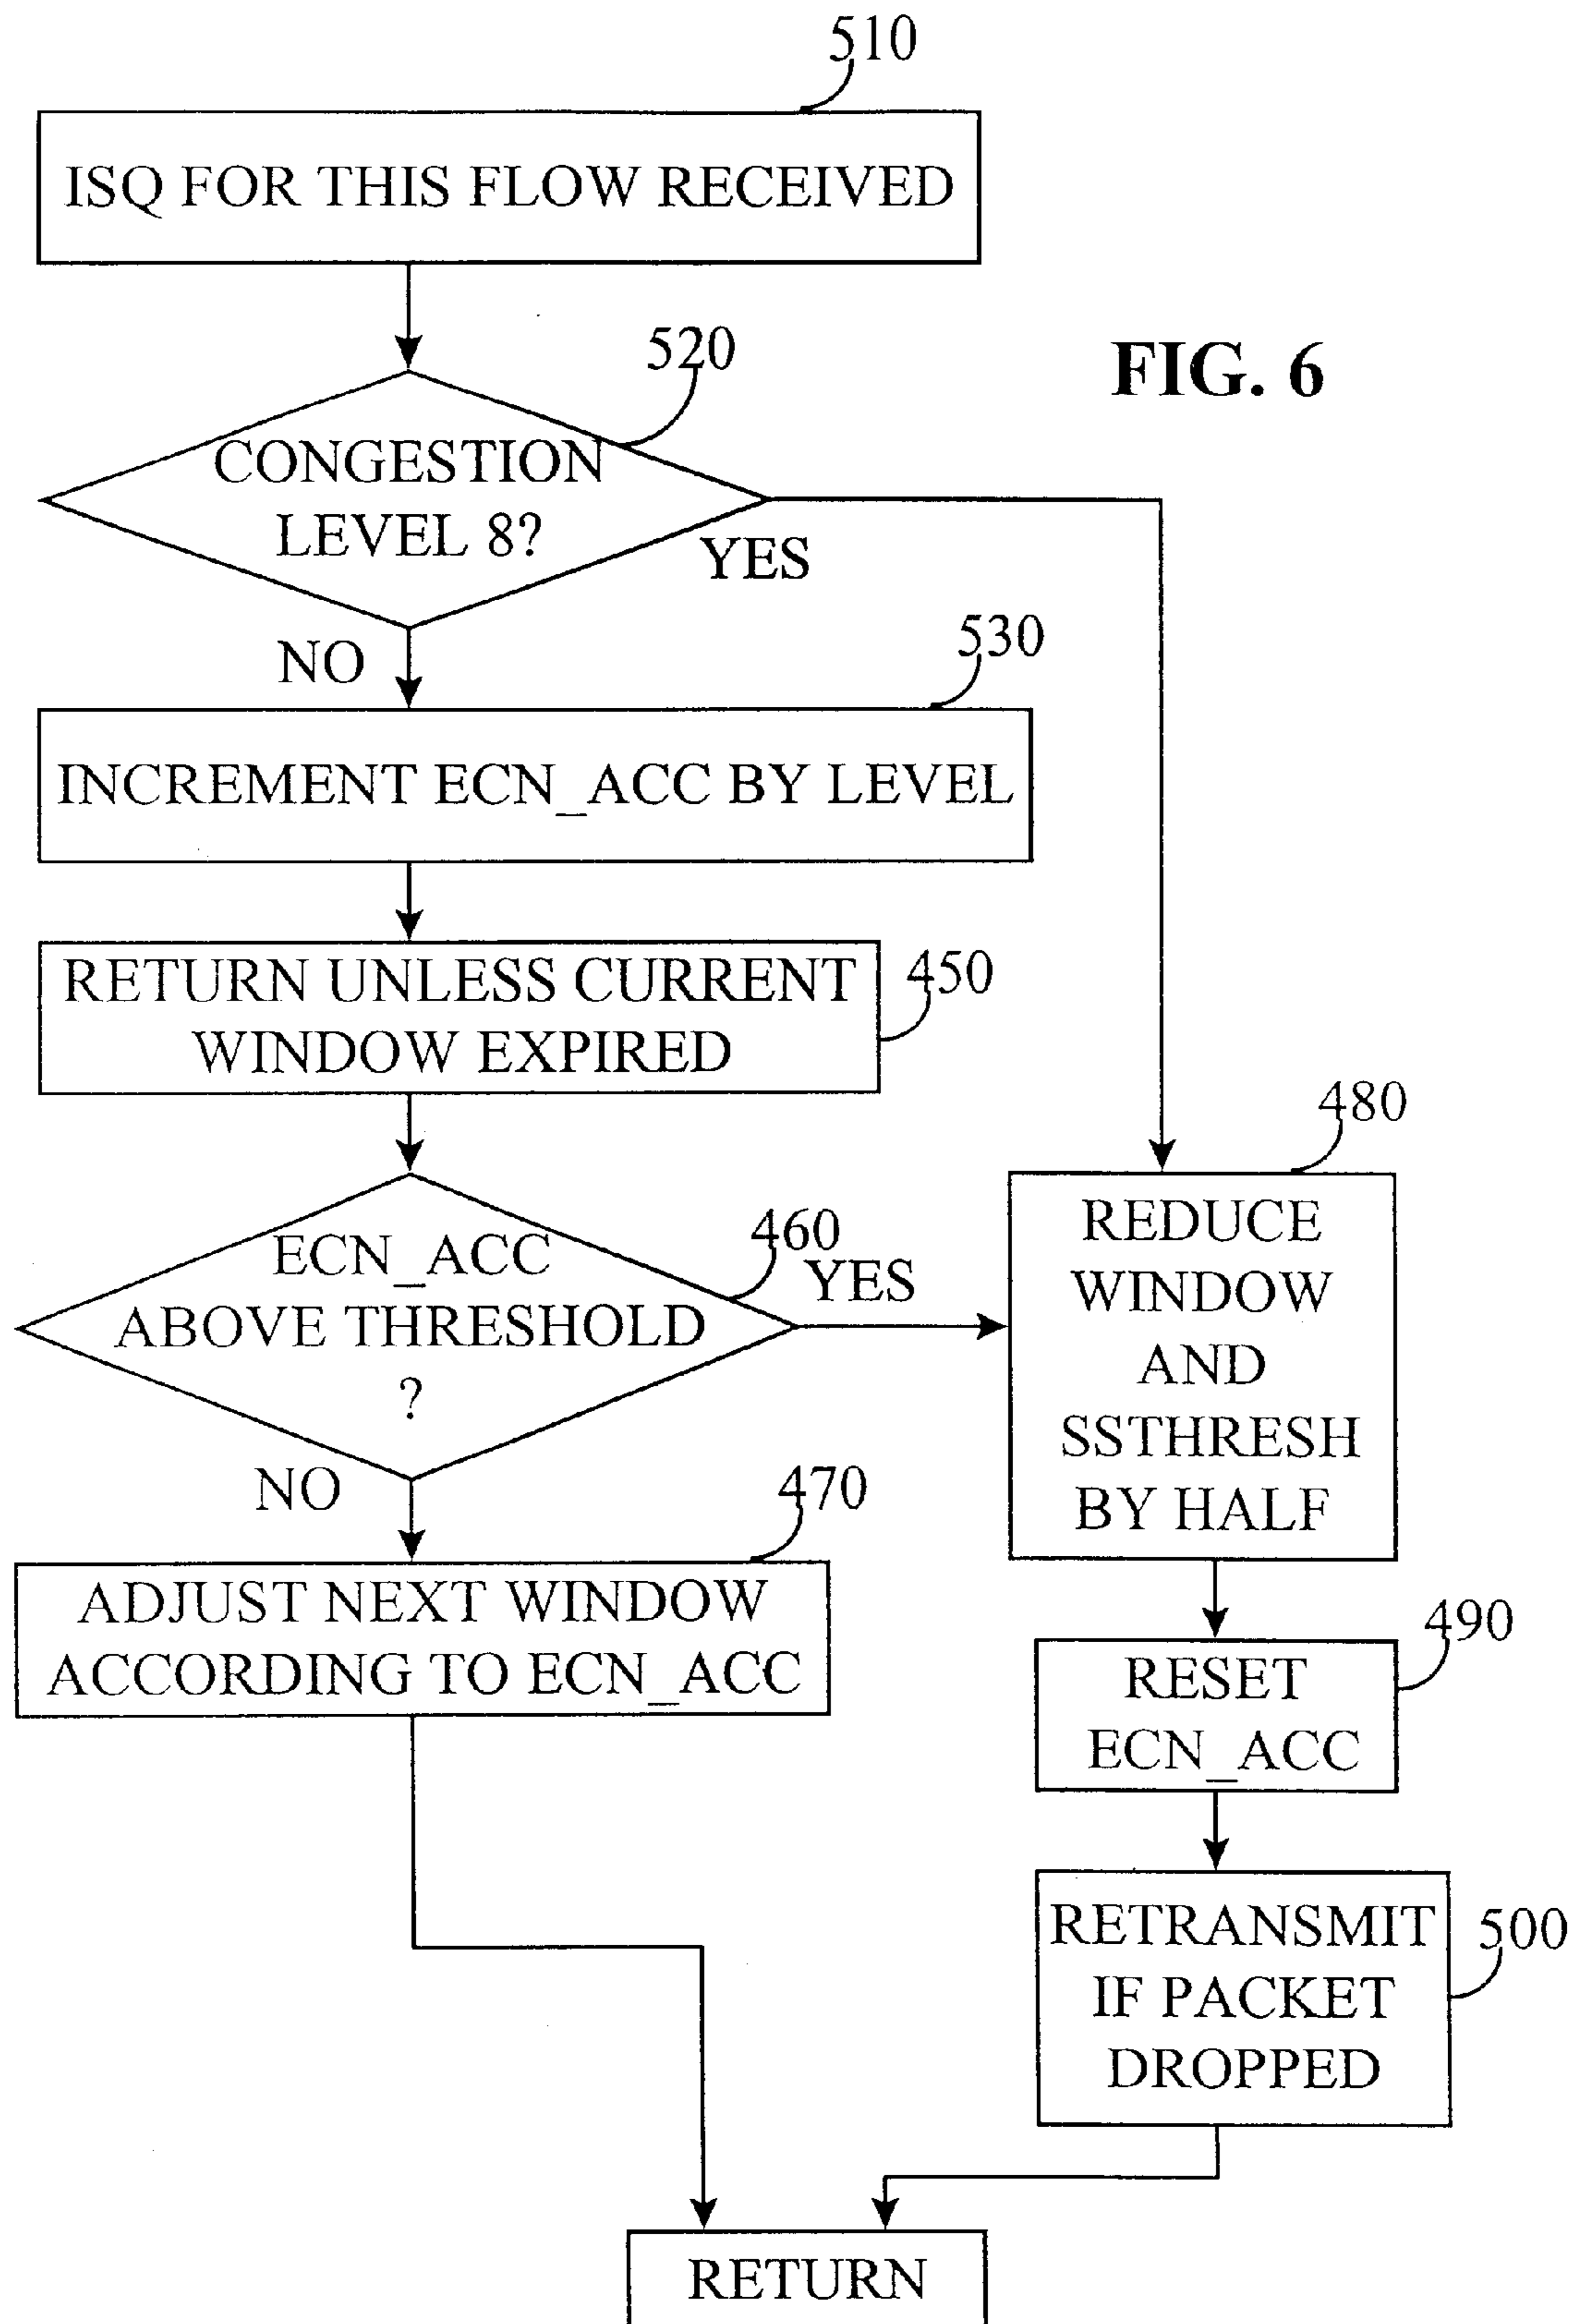 510
ISQ FOR THIS FLOW RECEIVED
520
FIG. 6
CONGESTION
LEVEL 8?
YES
NO
530
INCREMENT ECN_ACC BY LEVEL
RETURN UNLESS CURRENT
WINDOW EXPIRED
450
480
460
ECN_ACC
ABOVE THRESHOLD
?
YES
REDUCE
WINDOW
AND
SSTHRESH
BY HALF
NO
470
ADJUST NEXT WINDOW
ACCORDING TO ECN_ACC
490
RESET
ECN_ACC
RETRANSMIT
IF PACKET
DROPPED
500
RETURN